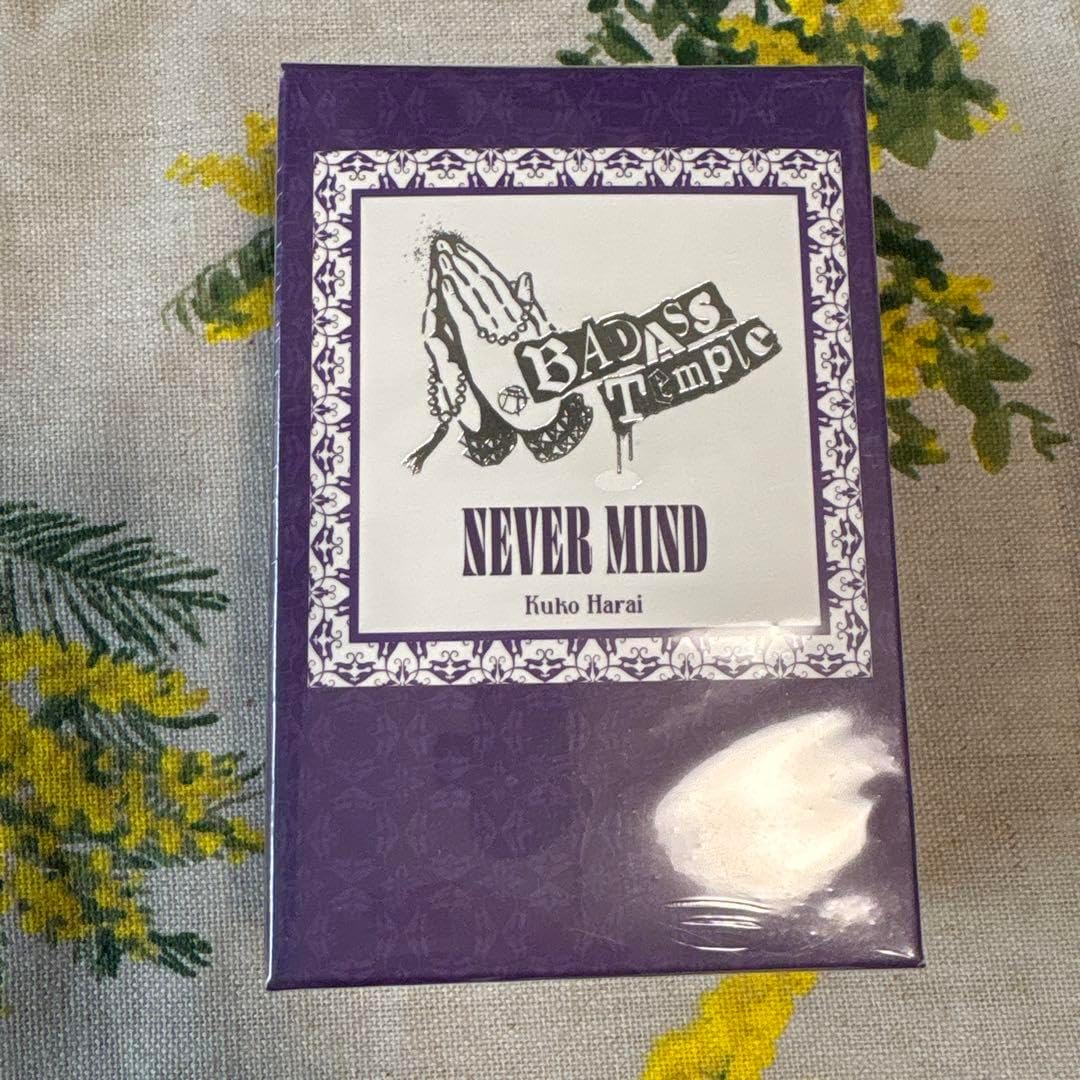 BADASS
Temple
NEVER MIND
Kuko Harai